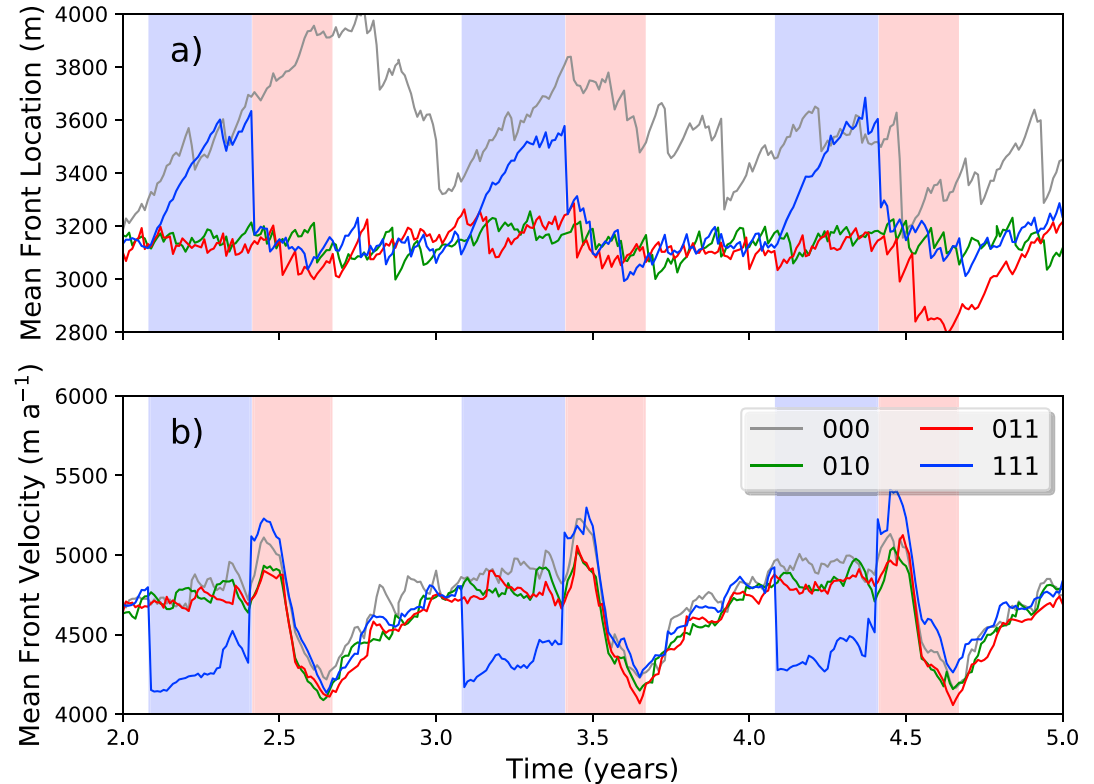 Mean Front Location (m)
4000
3800
3600
3400
3200
3000
2800
a)
Mean Front Velocity (m a⁻¹)
6000
5500
5000
4500
4000
b)
000 011
010 111
2.0 2.5 3.0 3.5 4.0 4.5 5.0
Time (years)